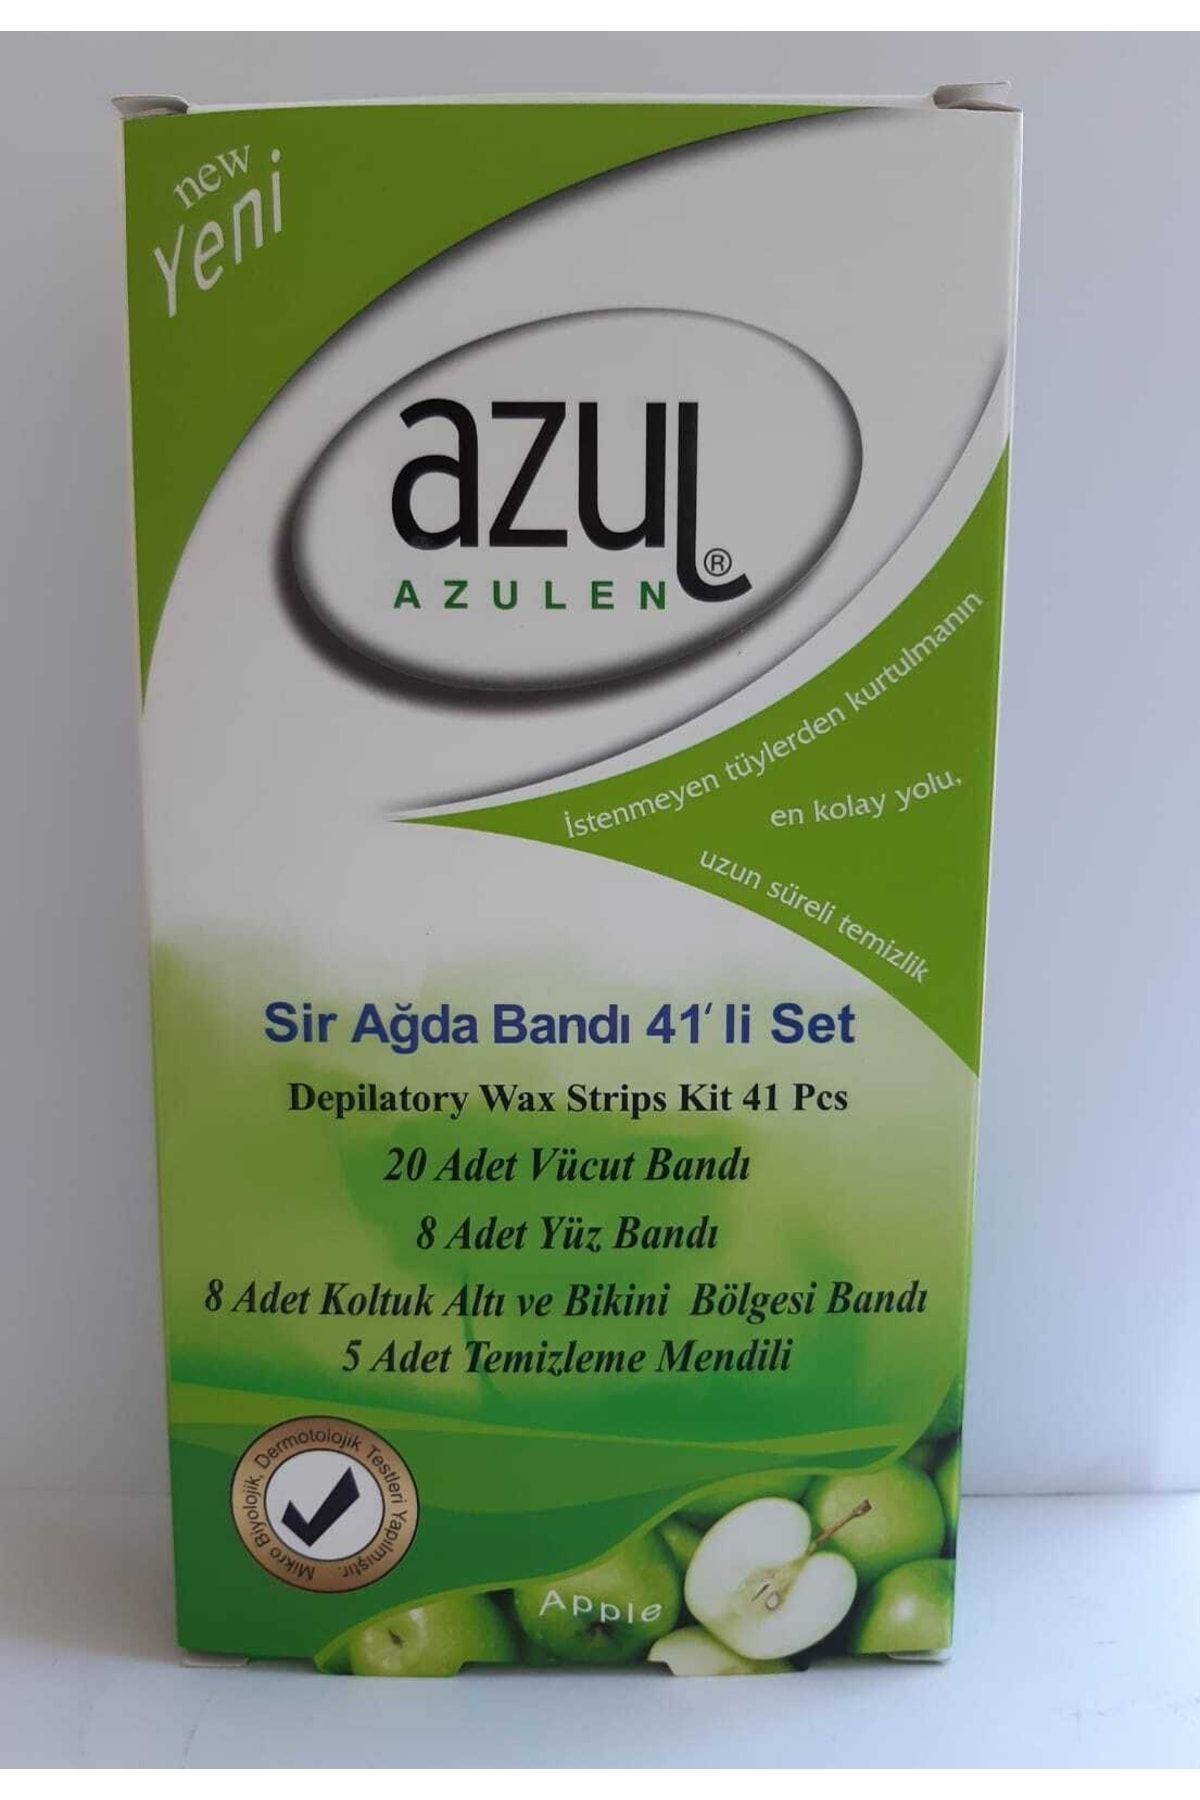 new
Yeni
azul®
AZULEN
İstenmeyen tüylerden kurtulmanın
en kolay yolu,
uzun süreli temizlik
Sir Ağda Bandı 41' li Set
Depilatory Wax Strips Kit 41 Pcs
20 Adet Vücut Bandı
8 Adet Yüz Bandı
8 Adet Koltuk Altı ve Bikini Bölgesi Bandı
5 Adet Temizleme Mendili
Mikro Biyolojik, Dermotolojik Testleri Yapılmıştır.
Apple